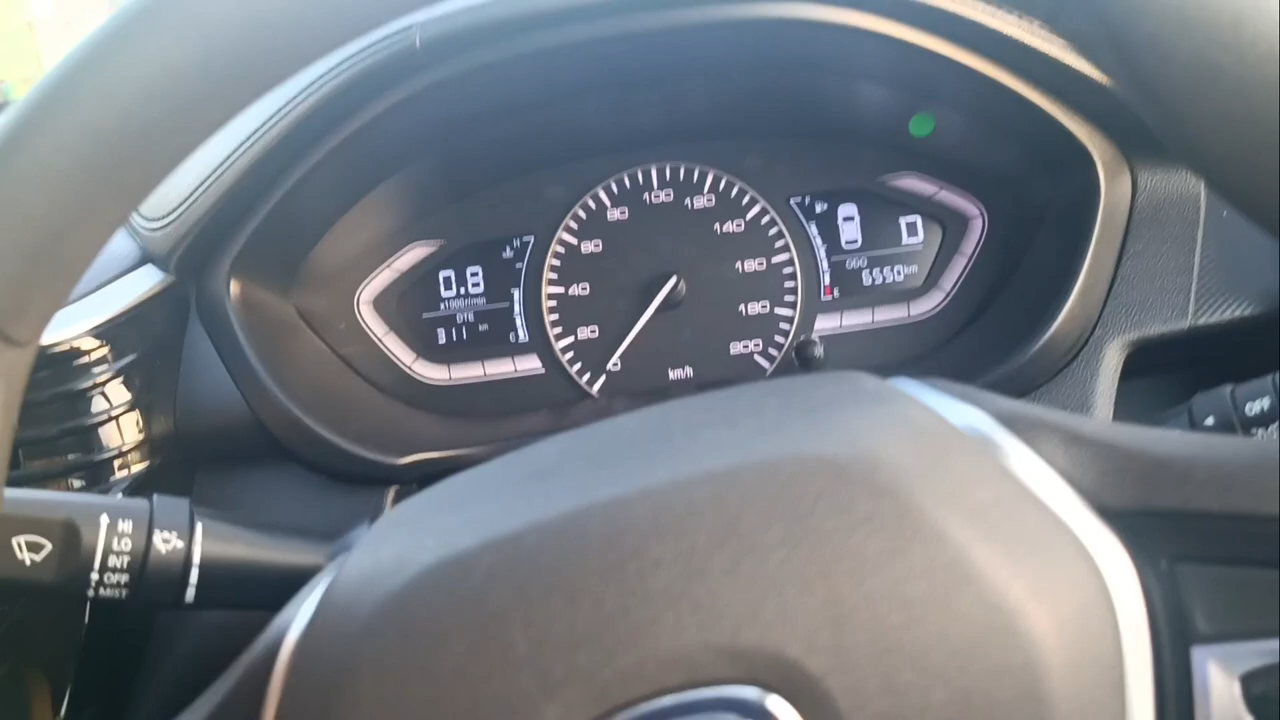 0.8
x1000r/min
DTE
311 km
H
C
0
20
40
60
80
100
120
140
160
180
200
km/h
F
E
D
ODO
6550km
HI
LO
INT
OFF
MIST
OFF